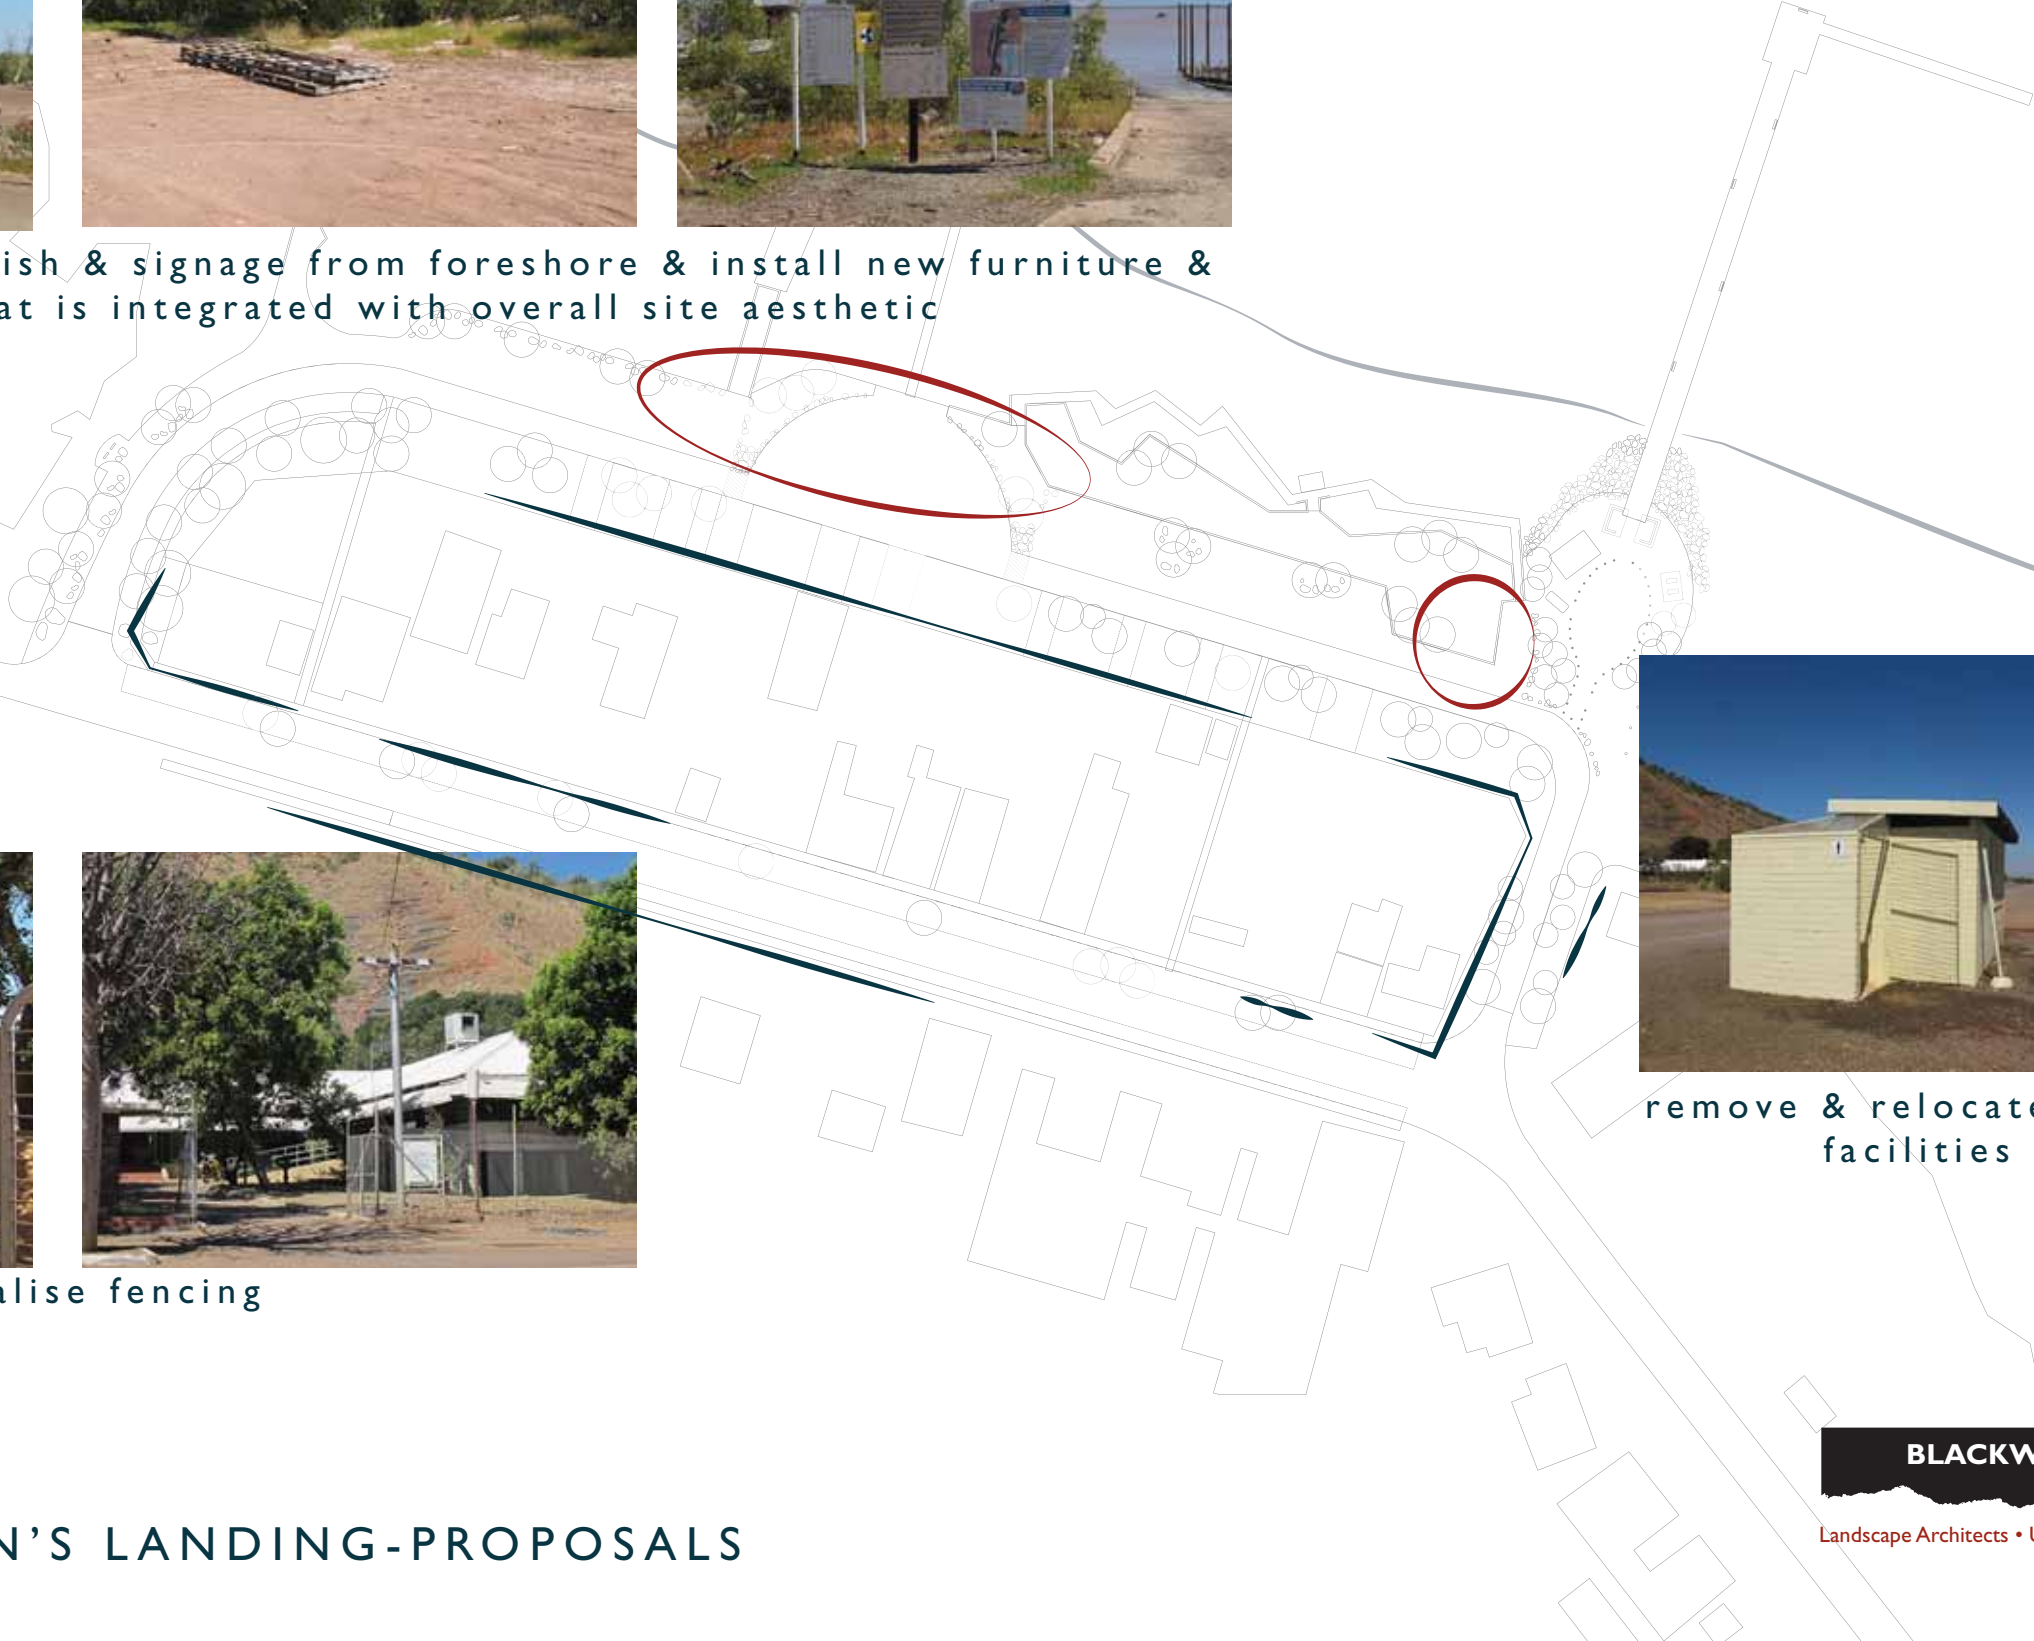 ish & signage from foreshore & install new furniture &
at is integrated with overall site aesthetic
remove & relocate
facilities
alise fencing
N'S LANDING-PROPOSALS
BLACKW
Landscape Architects • U